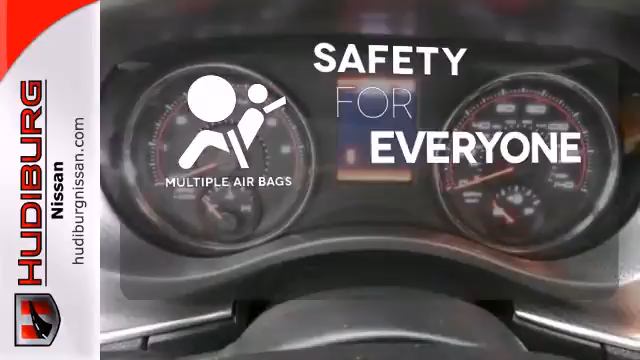 HUDIBURG
Nissan
hudiburgnissan.com
SAFETY
FOR
EVERYONE
MULTIPLE AIR BAGS